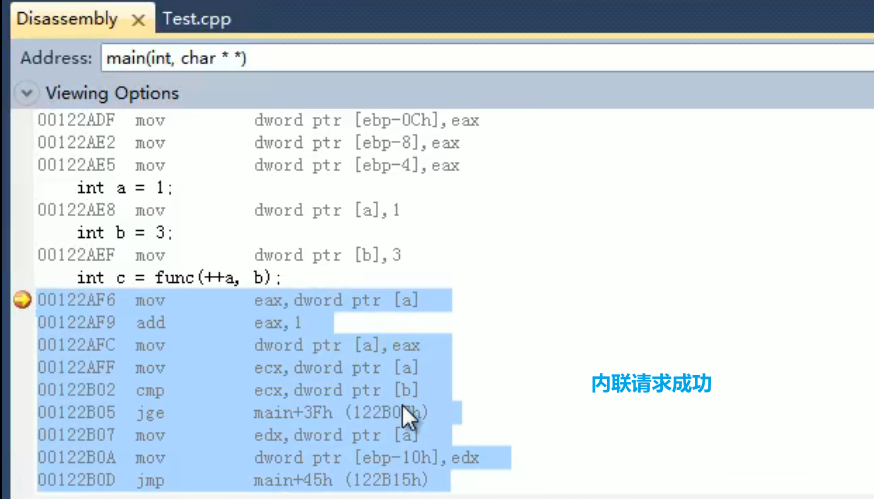 Disassembly Test.cpp
Address: main(int, char * *)
Viewing Options
00122ADF mov dword ptr [ebp-0Ch],eax
00122AE2 mov dword ptr [ebp-8],eax
00122AE5 mov dword ptr [ebp-4],eax
int a = 1;
00122AE8 mov dword ptr [a],1
int b = 3;
00122AEF mov dword ptr [b],3
int c = func(++a, b);
00122AF6 mov eax,dword ptr [a]
00122AF9 add eax,1
00122AFC mov dword ptr [a],eax
00122AFF mov ecx,dword ptr [a]
00122B02 cmp ecx,dword ptr [b]
00122B05 jge main+3Fh
00122B07 mov edx,dword ptr [a]
内联请求成功
00122B0A mov dword ptr [ebp-10h],edx
00122B0D jmp main+45h (122B15h)